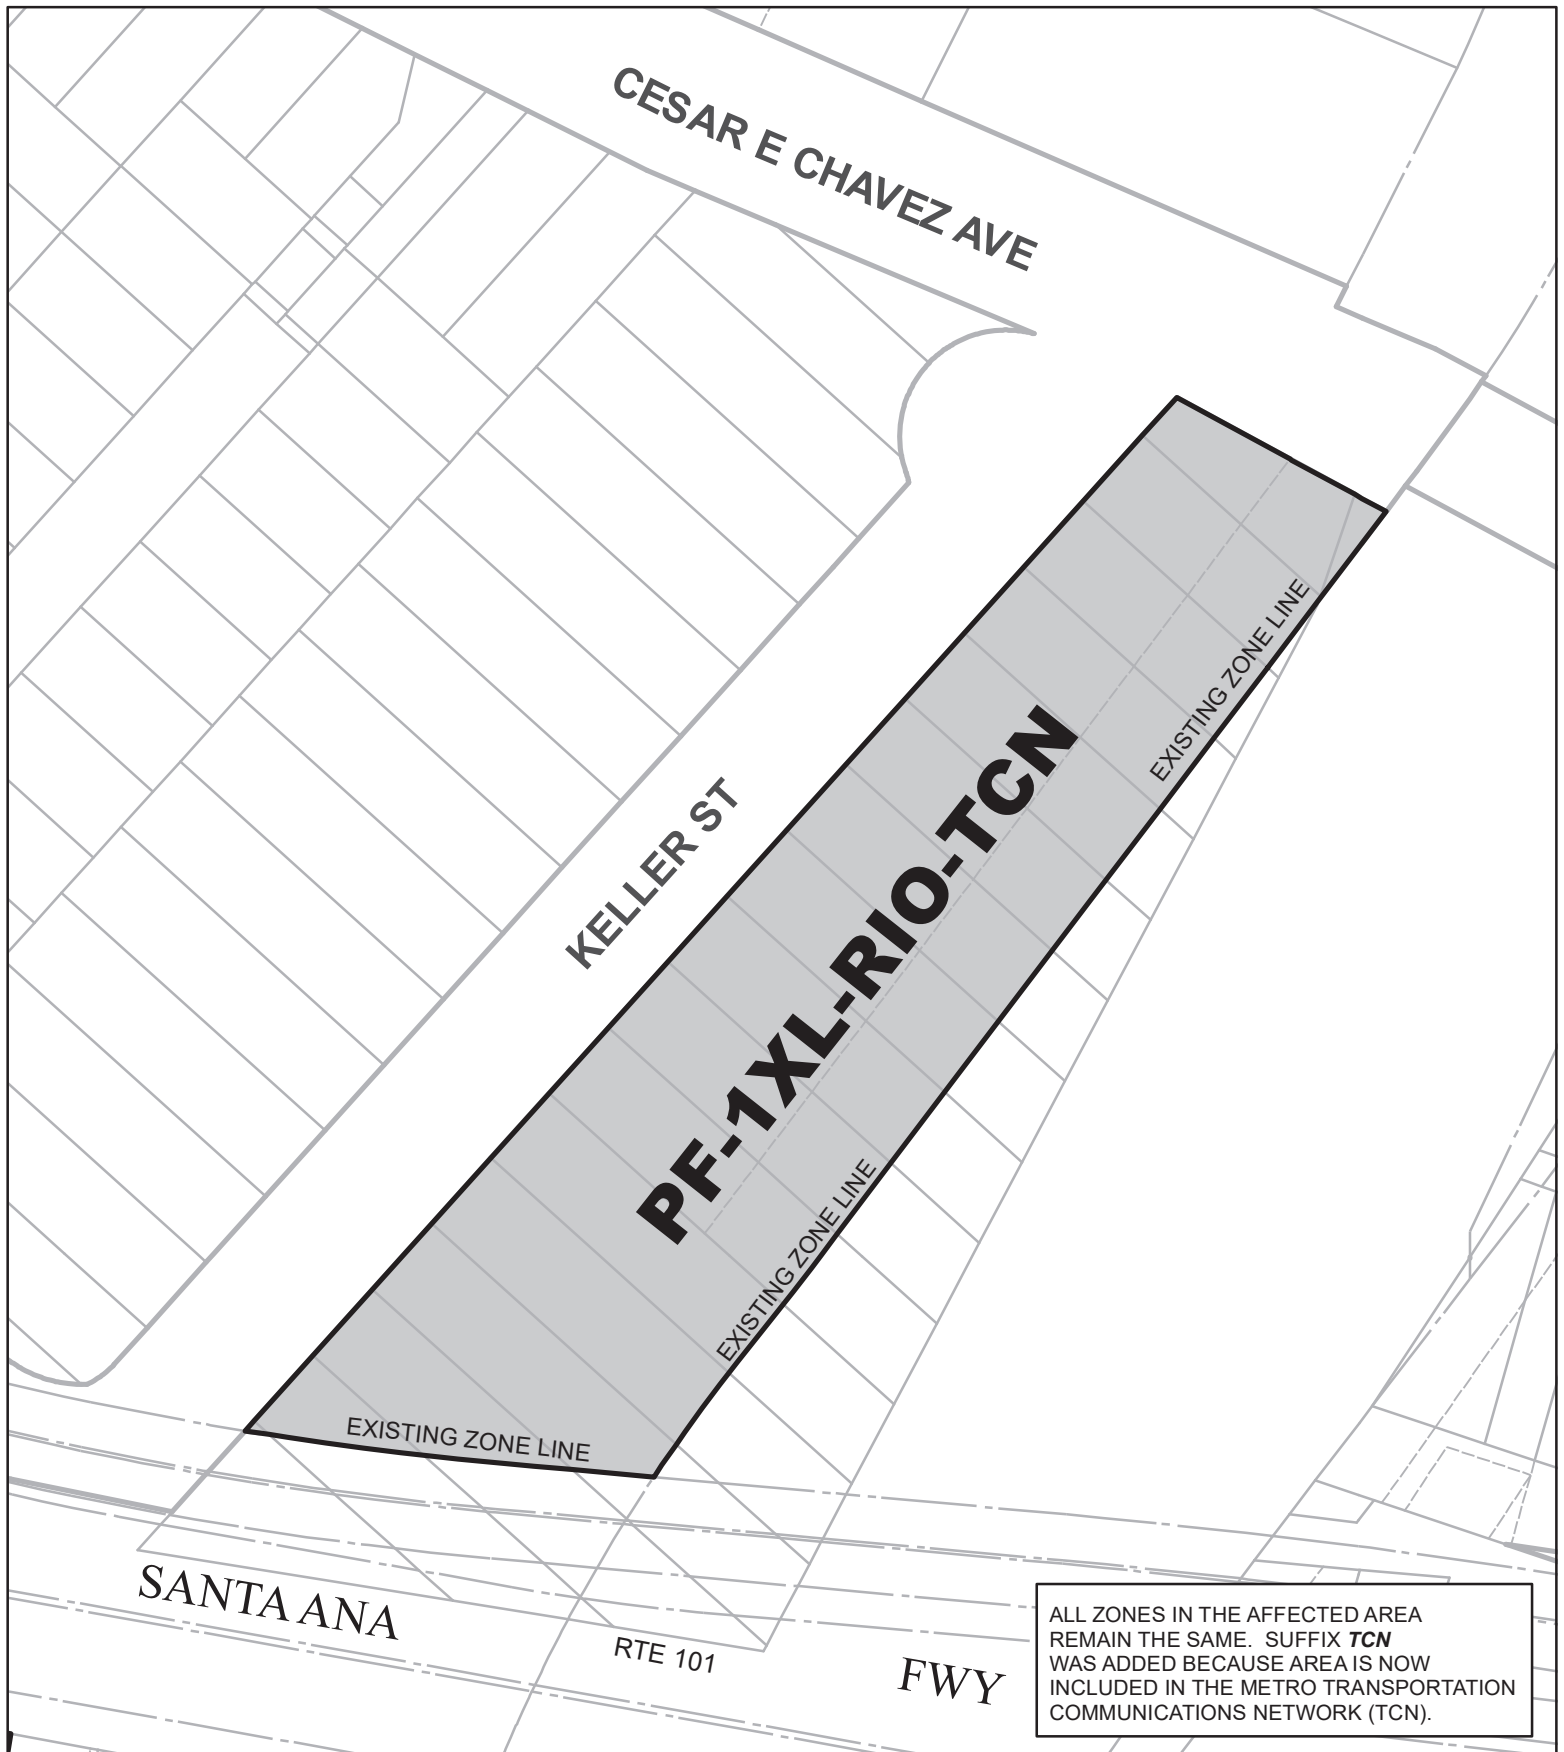 CESAR E CHAVEZ AVE
EXISTING ZONE LINE
PF-1XL-RIO-TCN
KELLER ST
EXISTING ZONE LINE
EXISTING ZONE LINE
SANTA ANA
RTE 101
FWY
ALL ZONES IN THE AFFECTED AREA
REMAIN THE SAME. SUFFIX TCN
WAS ADDED BECAUSE AREA IS NOW
INCLUDED IN THE METRO TRANSPORTATION
COMMUNICATIONS NETWORK (TCN).